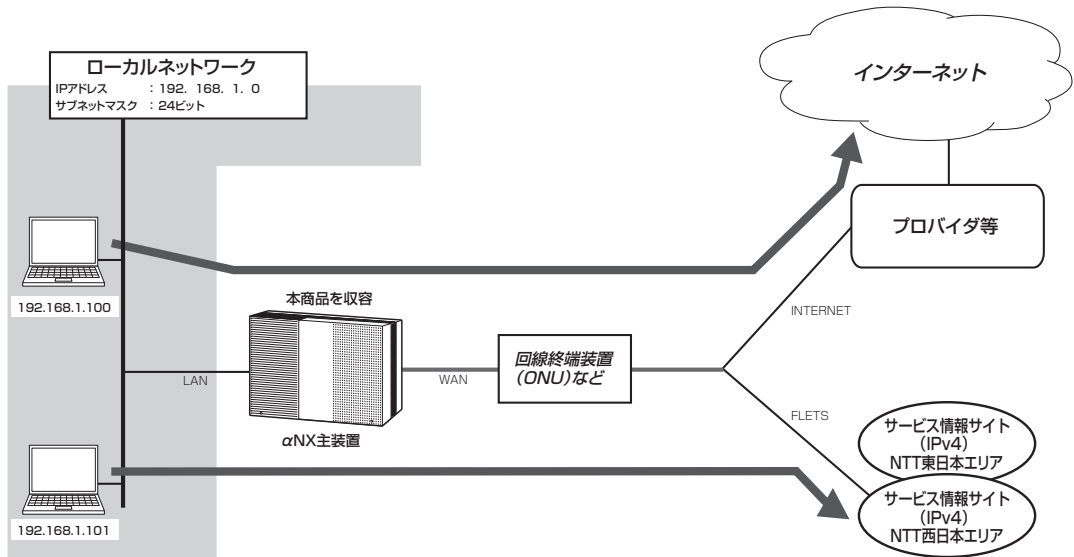 ローカルネットワーク
IPアドレス : 192. 168. 1. 0
サブネットマスク : 24ビット
インターネット
プロバイダ等
192.168.1.100
本商品を収容
INTERNET
LAN
WAN
回線終端装置
(ONU)など
FLETS
αNX主装置
サービス情報サイト
(IPv4)
NTT東日本エリア
サービス情報サイト
(IPv4)
NTT西日本エリア
192.168.1.101